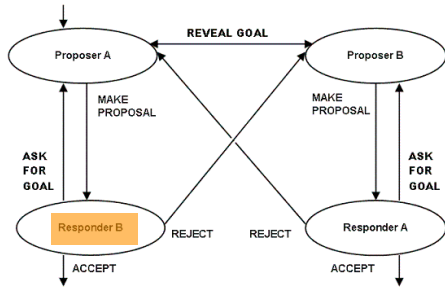 REVEAL GOAL
Proposer A
Proposer B
MAKE
PROPOSAL
MAKE
PROPOSAL
ASK
FOR
GOAL
ASK
FOR
GOAL
Responder B
REJECT
REJECT
Responder A
ACCEPT
ACCEPT